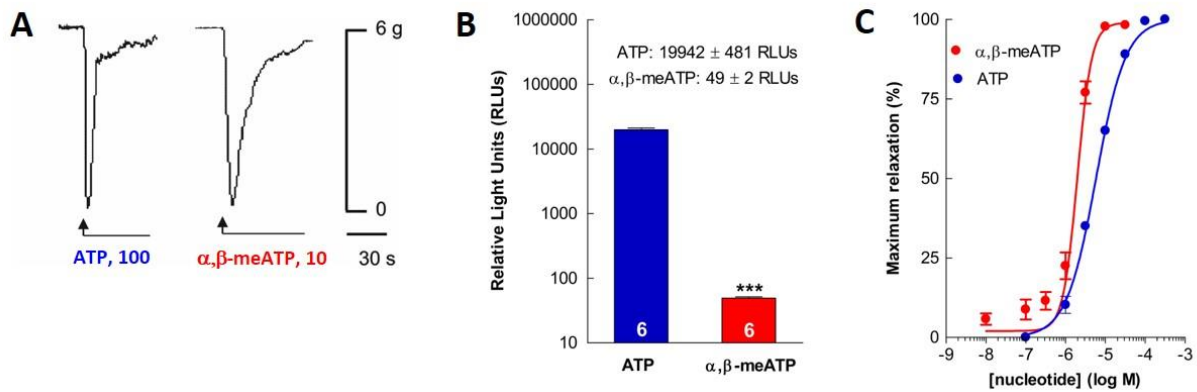 A
6 g
0
ATP, 100
α,β-meATP, 10
30 s
B
1000000
100000
10000
1000
100
10
Relative Light Units (RLUs)
ATP: 19942 ± 481 RLUs
α,β-meATP: 49 ± 2 RLUs
***
6
6
ATP
α,β-meATP
C
100
75
50
25
0
Maximum relaxation (%)
α,β-meATP
ATP
-9 -8 -7 -6 -5 -4 -3
[nucleotide] (log M)